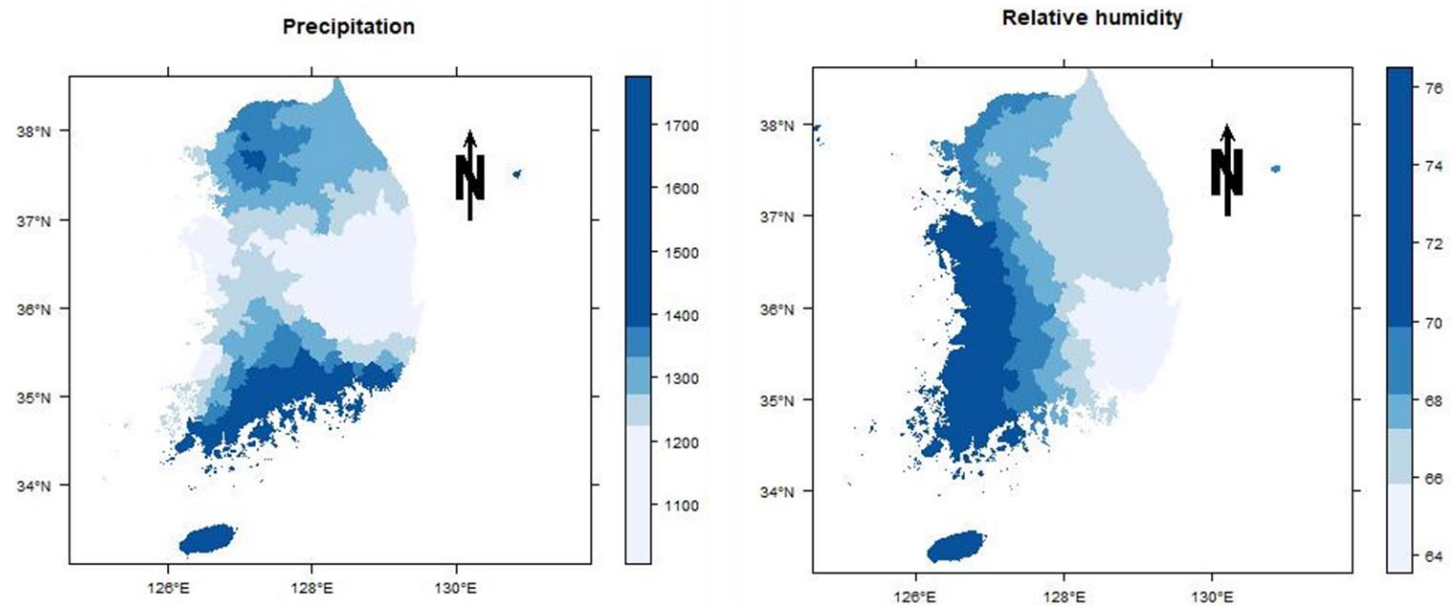 Precipitation
38°N
37°N
36°N
35°N
34°N
126°E
128°E
130°E
N
1700
1600
1500
1400
1300
1200
1100
Relative humidity
38°N
37°N
36°N
35°N
34°N
126°E
128°E
130°E
N
76
74
72
70
68
66
64